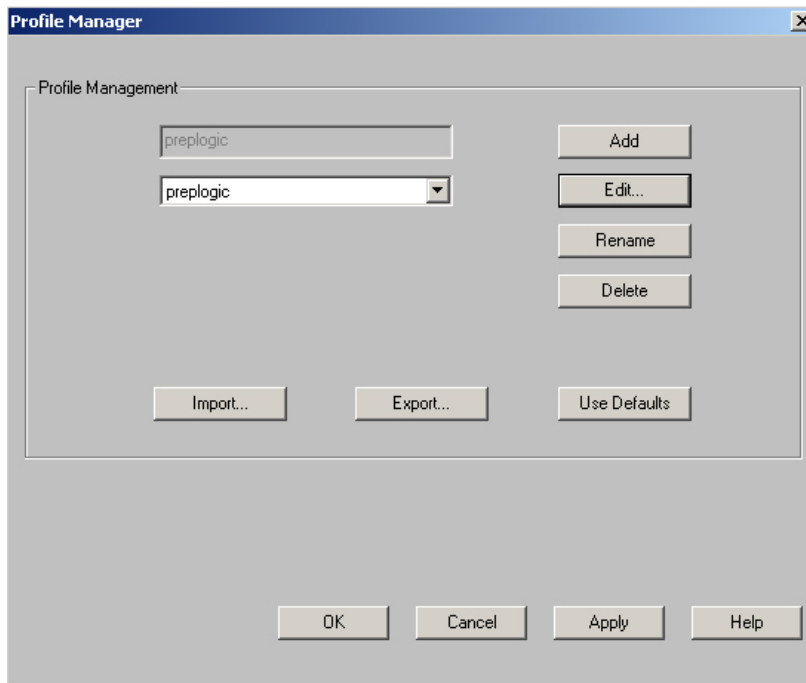 Profile Manager
Profile Management
preplogic
Add
preplogic
Edit...
Rename
Delete
Import...
Export...
Use Defaults
OK
Cancel
Apply
Help